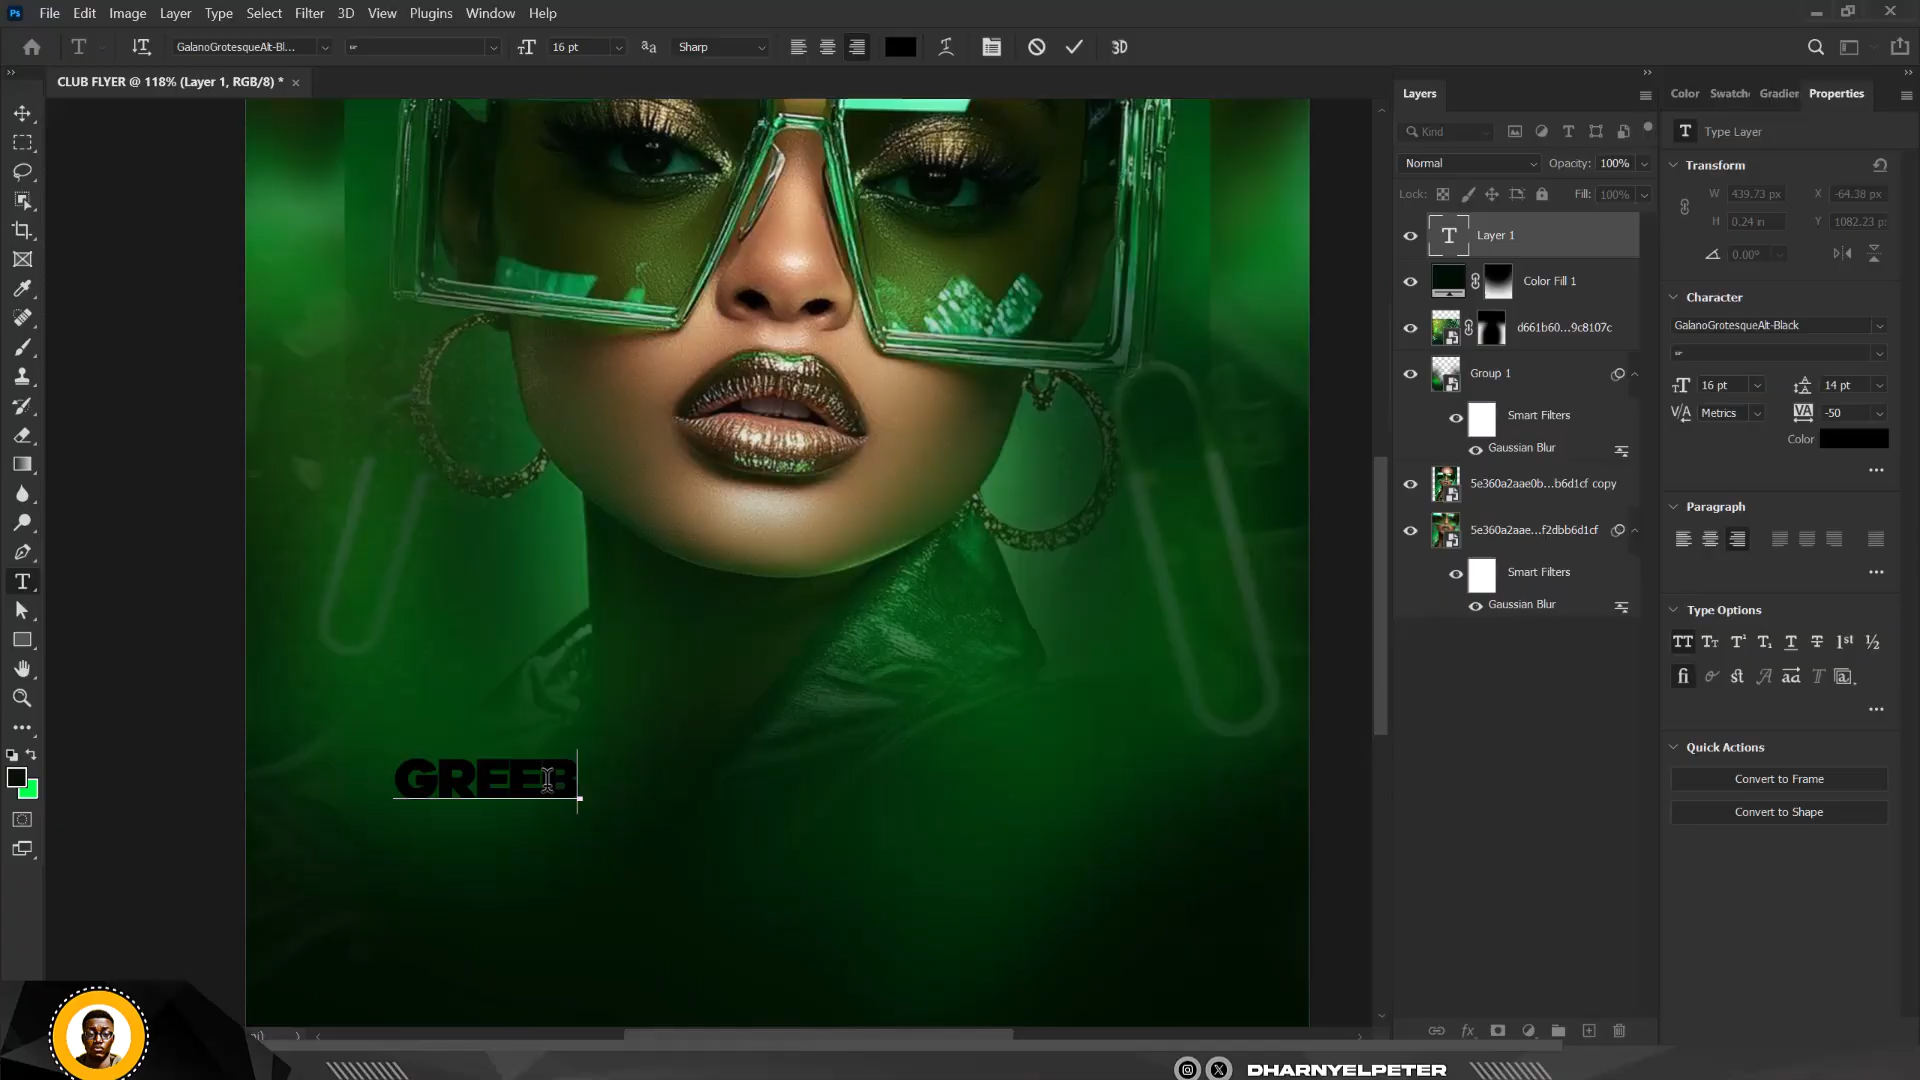 File Edit Image Layer Type Select Filter 3D View Plugins Window Help
GalanoGrotesqueAlt-Bl... 16 pt Sharp 3D
CLUB FLYER @ 118% (Layer 1, RGB/8) *
Layers
Kind
Normal Opacity: 100%
Lock: Fill: 100%
Layer 1
Color Fill 1
d661b60...9c8107c
Group 1
Smart Filters
Gaussian Blur
5e360a2aae0b...b6d1cf copy
5e360a2aae...f2dbb6d1cf
Smart Filters
Gaussian Blur
Color Swatch Gradier Properties
Type Layer
Transform
W 439.73 px X -64.38 px
H 0.24 in Y 1082.23 p
0.00°
Character
GalanoGrotesqueAlt-Black
16 pt 14 pt
Metrics -50
Color
Paragraph
Type Options
Quick Actions
Convert to Frame
Convert to Shape
GREEB
DHARNYELPETER